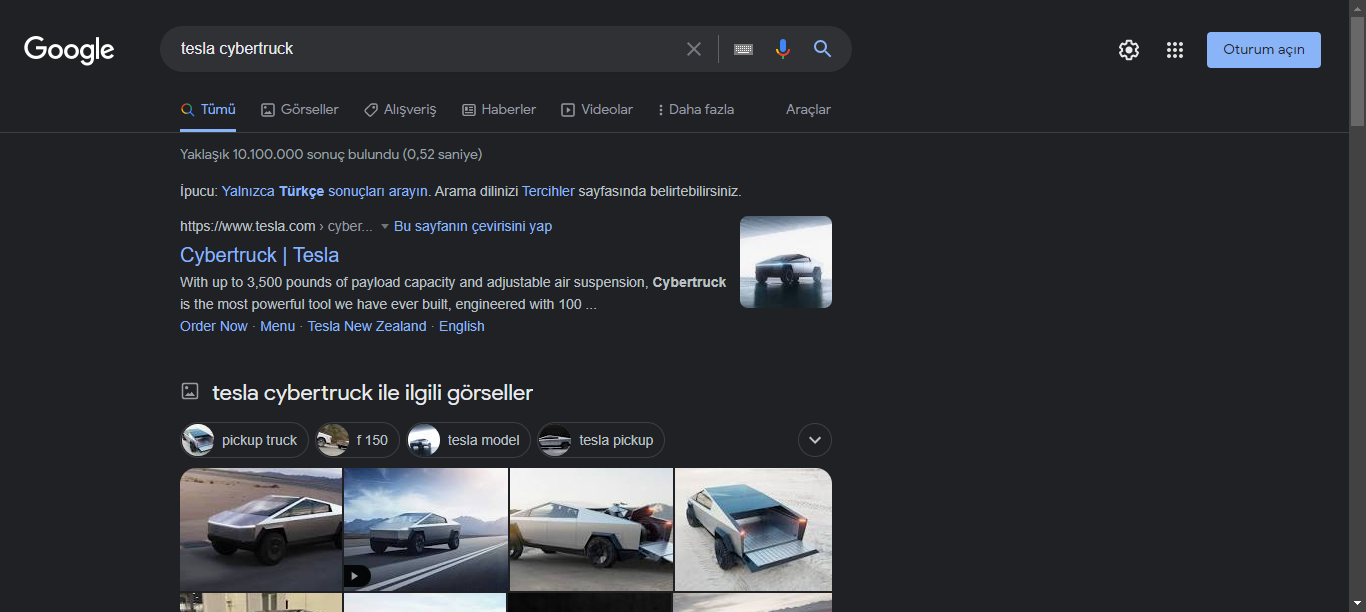 Google
tesla cybertruck
Oturum açın
Tümü
Görseller
Alışveriş
Haberler
Videolar
Daha fazla
Araçlar
Yaklaşık 10.100.000 sonuç bulundu (0,52 saniye)
İpucu: Yalnızca Türkçe sonuçları arayın. Arama dilinizi Tercihler sayfasında belirtebilirsiniz.
https://www.tesla.com › cyber... Bu sayfanın çevirisini yap
Cybertruck | Tesla
With up to 3,500 pounds of payload capacity and adjustable air suspension, Cybertruck
is the most powerful tool we have ever built, engineered with 100 ...
Order Now · Menu · Tesla New Zealand · English
tesla cybertruck ile ilgili görseller
pickup truck
f 150
tesla model
tesla pickup